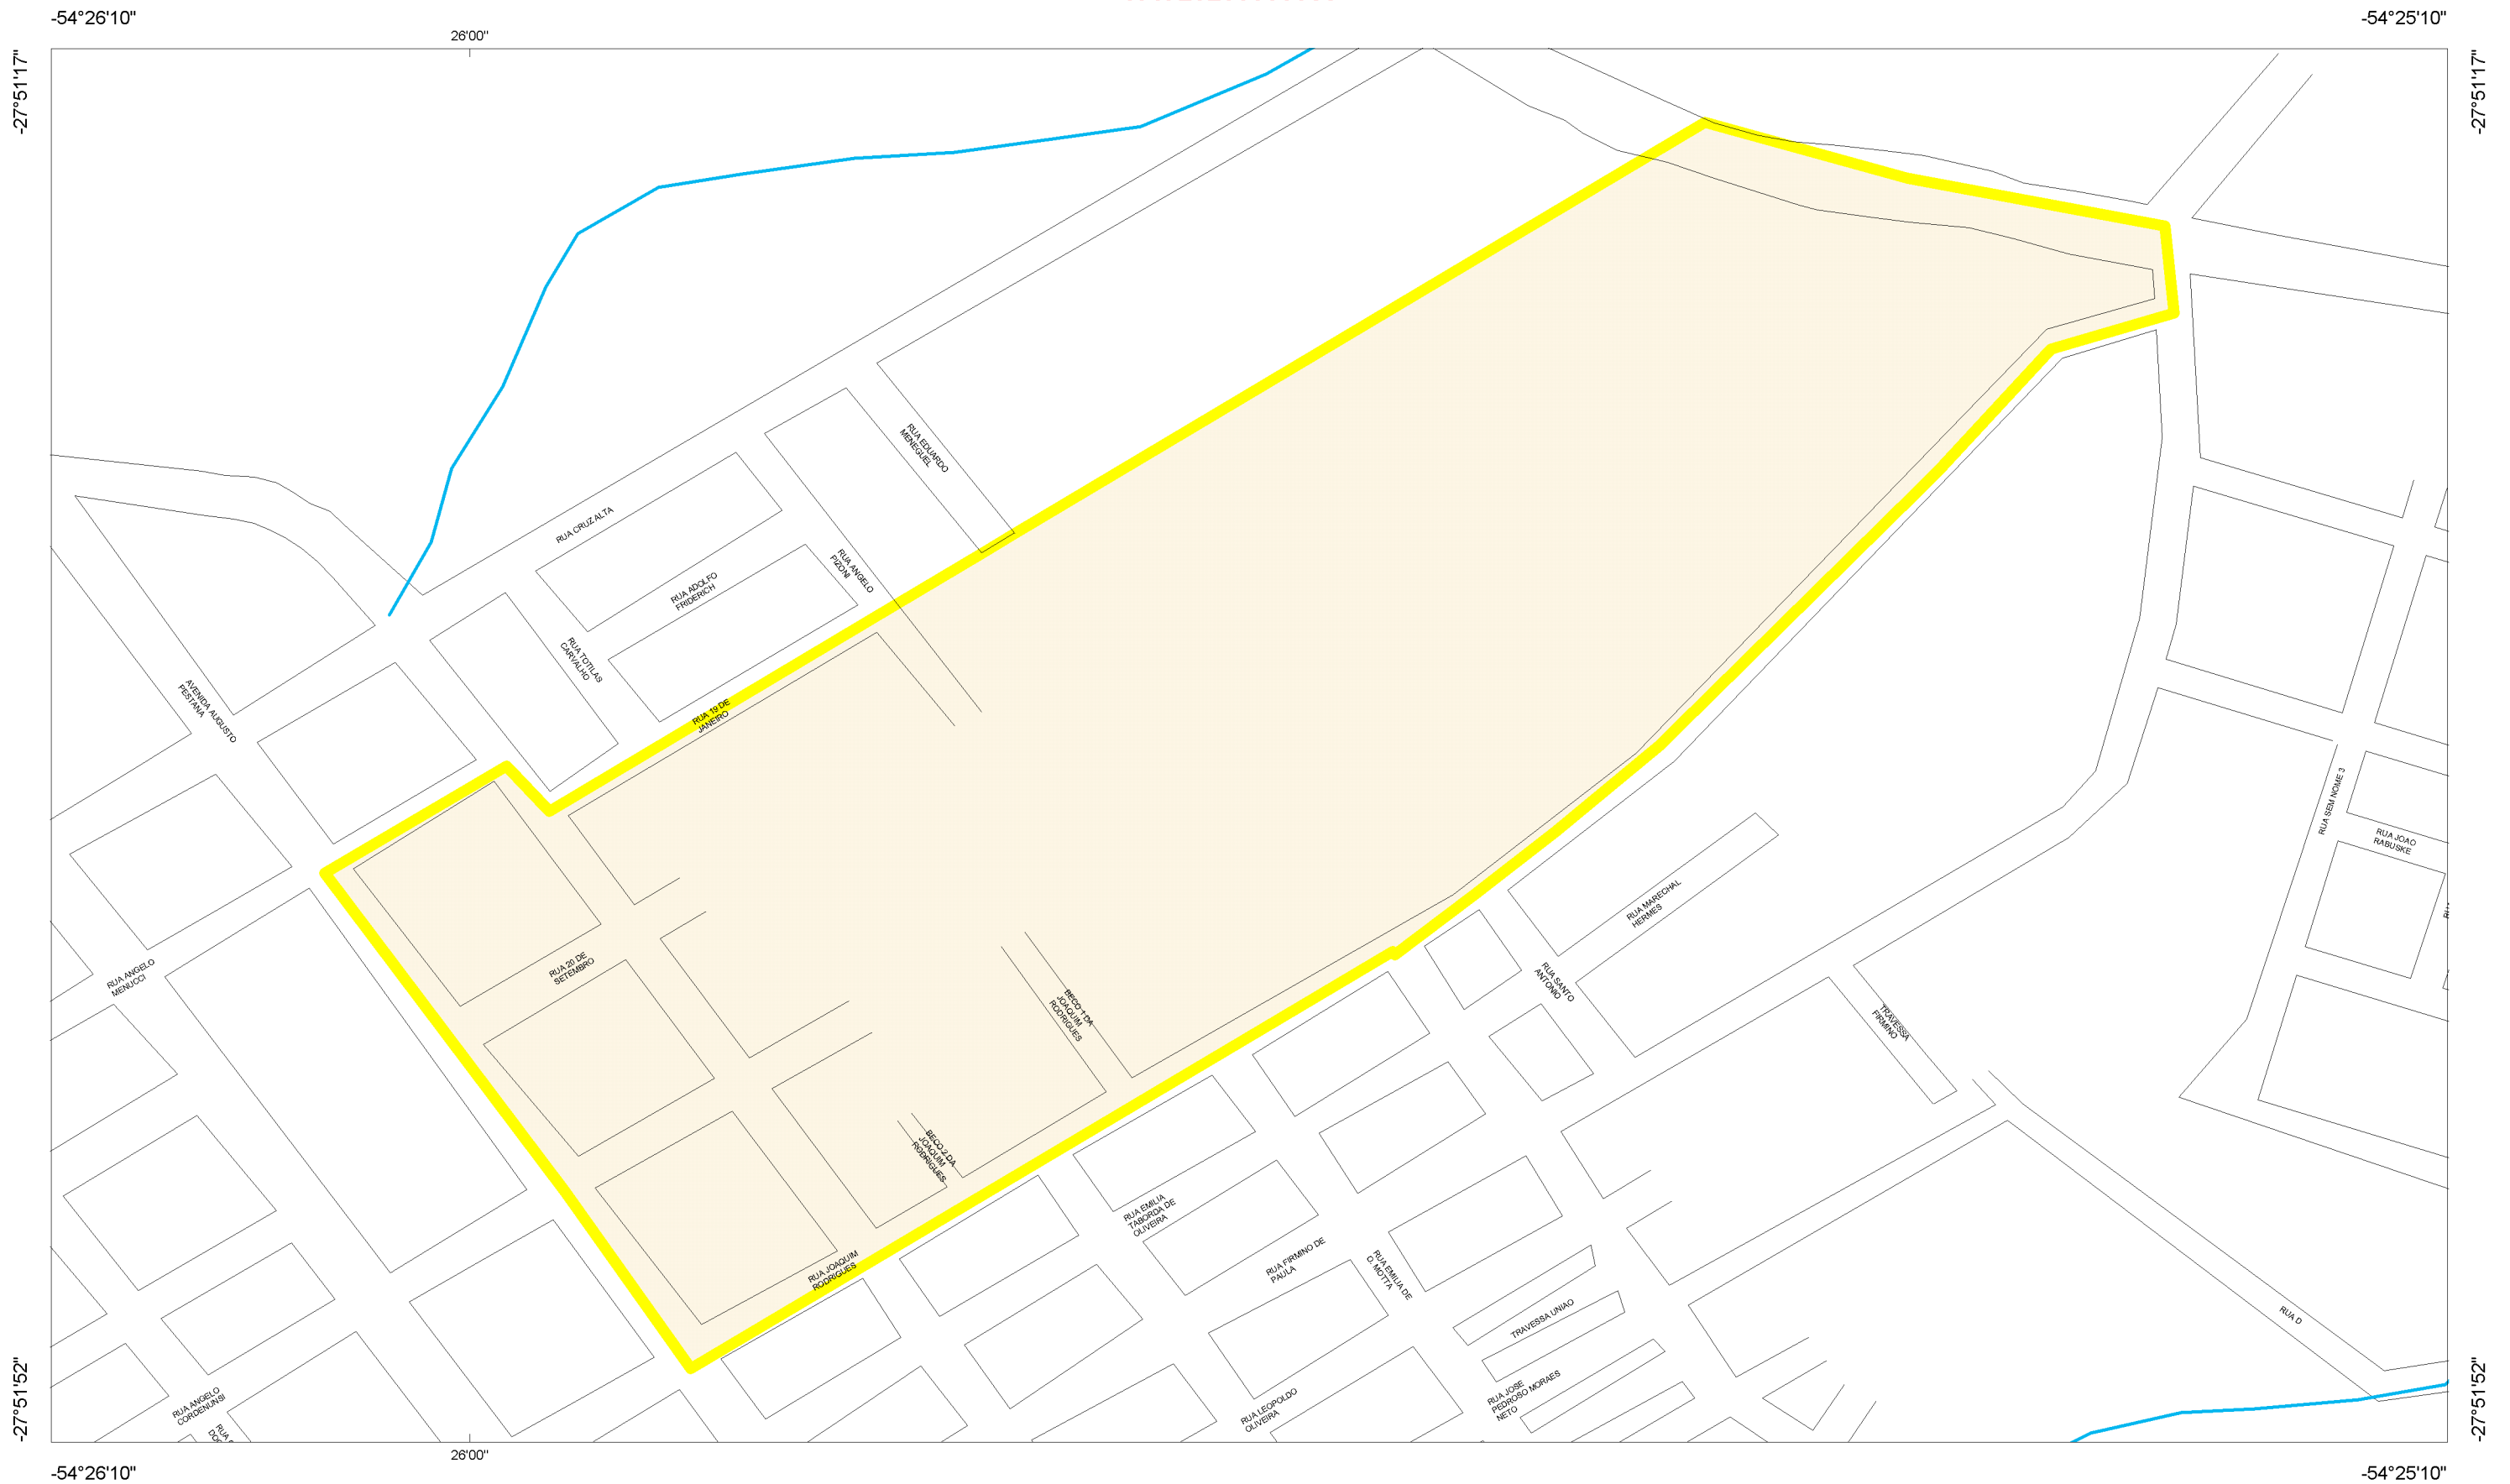 -54°26'10"
-54°25'10"
26'00"
-27°51'17"
-27°51'17"
RUA EDUARDO
MENEGUEL
RUA CRUZ ALTA
RUA ANGELO
PIZONI
RUA ADOLFO
FRIDERICH
RUA TOTILAS
CARVALHO
AVENIDA AUGUSTO
PESTANA
RUA 19 DE
JANEIRO
RUA SEM NOME 3
RUA JOAO
RABUSKE
RUA MARECHAL
HERMES
RUA ANGELO
MENUCCI
RUA 20 DE
SETEMBRO
RUA SANTO
ANTONIO
BECO 1 DA
JOAQUIM
RODRIGUES
TRAVESSA
FIRMINO
BECO 2 DA
JOAQUIM
RODRIGUES
RUA EMILIA
TABORDA DE
OLIVEIRA
RUA JOAQUIM
RODRIGUES
RUA FIRMINO DE
PAULA
RUA EMILIA DE
O. MOTTA
TRAVESSA UNIAO
RUA D
RUA ANGELO
CORDENUNSI
RUA LEOPOLDO
OLIVEIRA
RUA JOSE
PEDROSO MORAES
NETO
-27°51'52"
-27°51'52"
26'00"
-54°26'10"
-54°25'10"